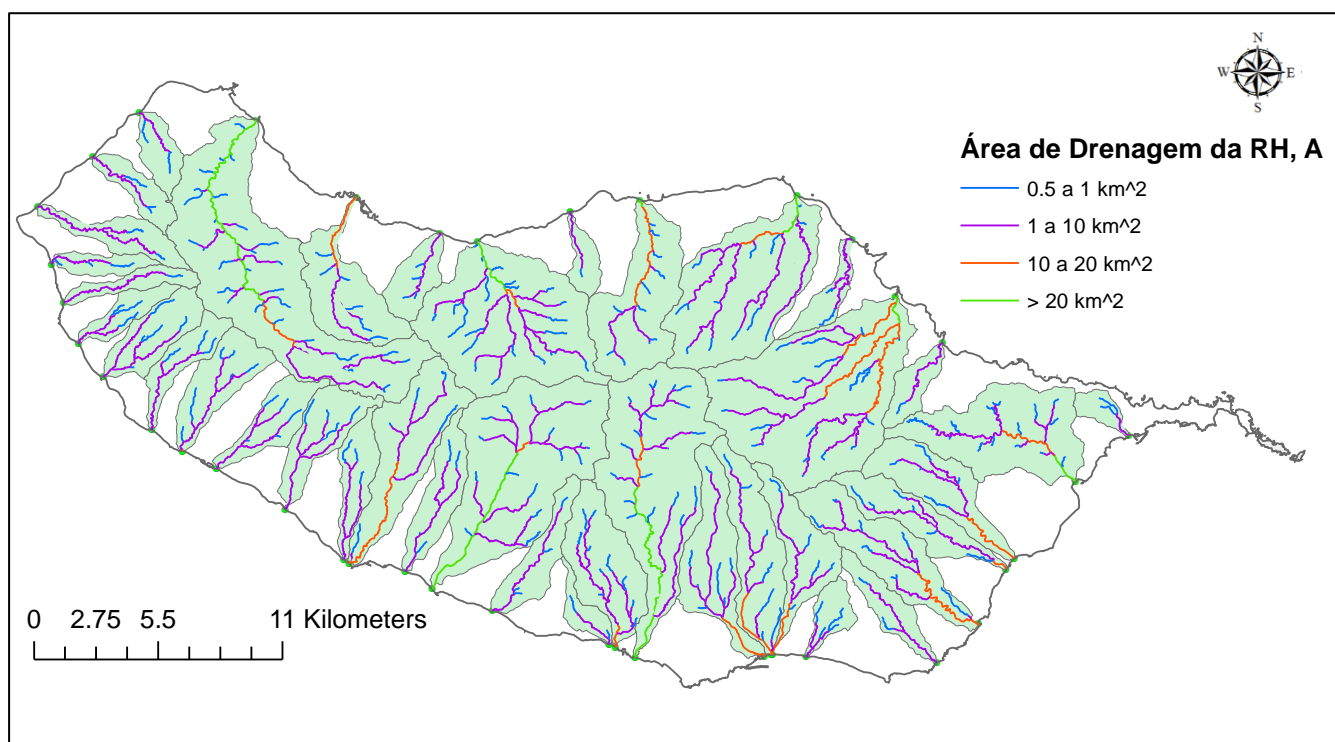 N
W E
S
Área de Drenagem da RH, A
0.5 a 1 km^2
1 a 10 km^2
10 a 20 km^2
> 20 km^2
0 2.75 5.5 11 Kilometers